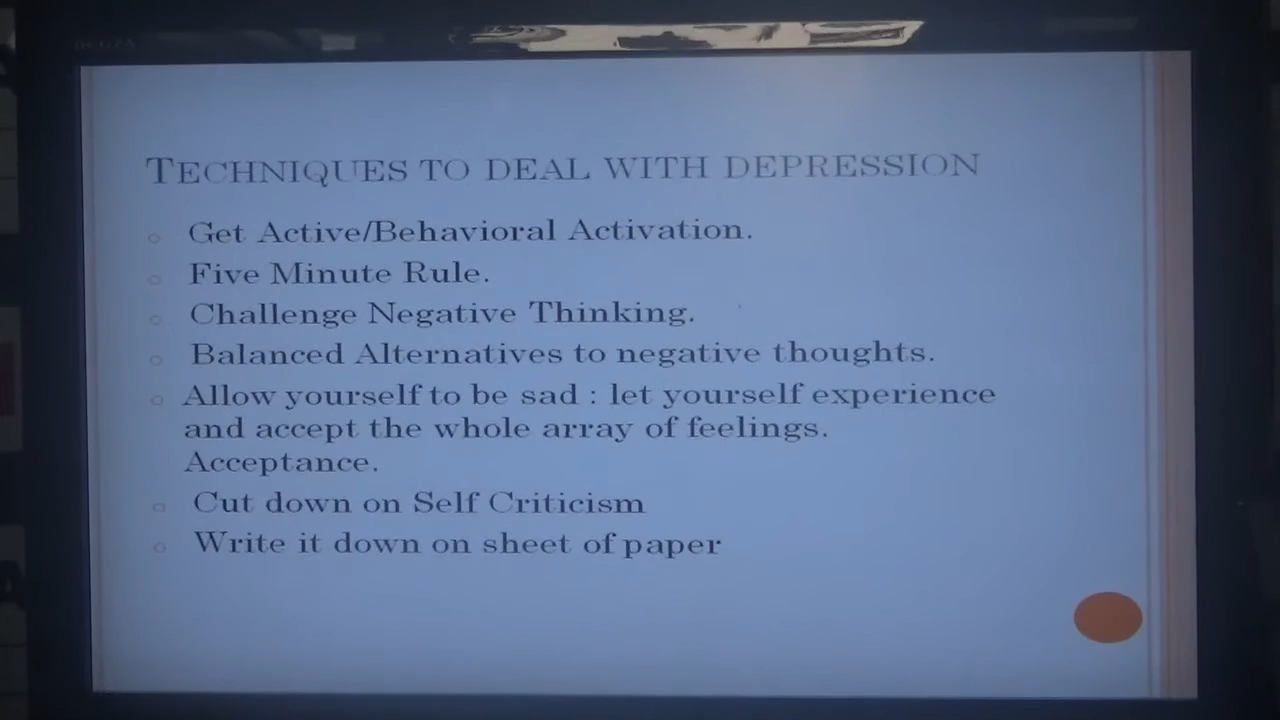 TECHNIQUES TO DEAL WITH DEPRESSION
Get Active/Behavioral Activation.
Five Minute Rule.
Challenge Negative Thinking.
Balanced Alternatives to negative thoughts.
Allow yourself to be sad : let yourself experience
and accept the whole array of feelings.
Acceptance.
Cut down on Self Criticism
Write it down on sheet of paper